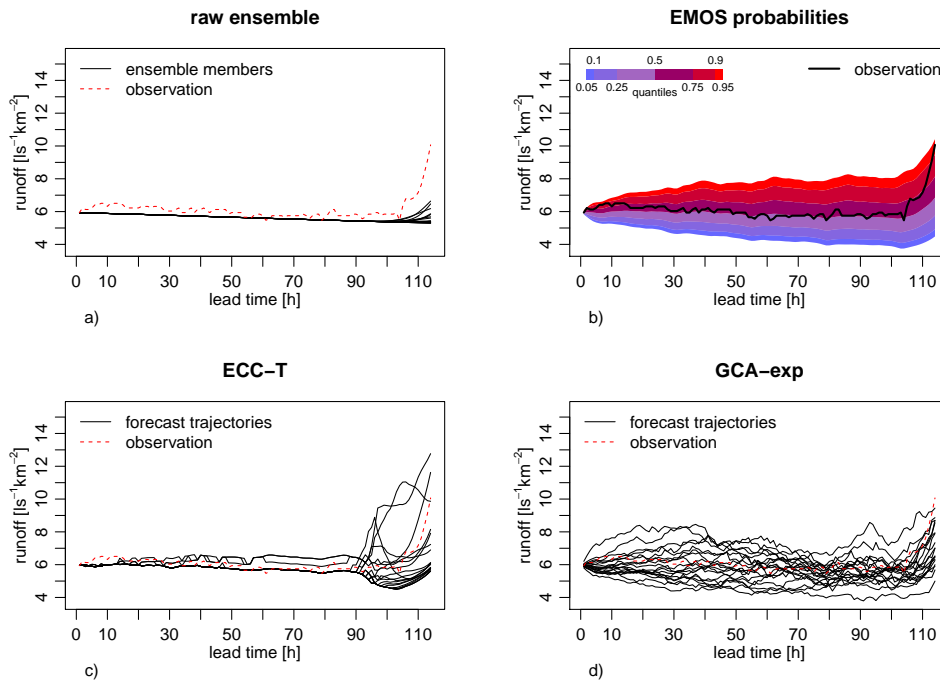 raw ensemble
runoff [ls⁻¹km⁻²]
4 6 8 10 12 14
ensemble members
observation
0 10 30 50 70 90 110
lead time [h]
a)
EMOS probabilities
runoff [ls⁻¹km⁻²]
4 6 8 10 12 14
0.1 0.5 0.9
0.05 0.25 0.75 0.95
quantiles
observation
0 10 30 50 70 90 110
lead time [h]
b)
ECC−T
runoff [ls⁻¹km⁻²]
4 6 8 10 12 14
forecast trajectories
observation
0 10 30 50 70 90 110
lead time [h]
c)
GCA−exp
runoff [ls⁻¹km⁻²]
4 6 8 10 12 14
forecast trajectories
observation
0 10 30 50 70 90 110
lead time [h]
d)